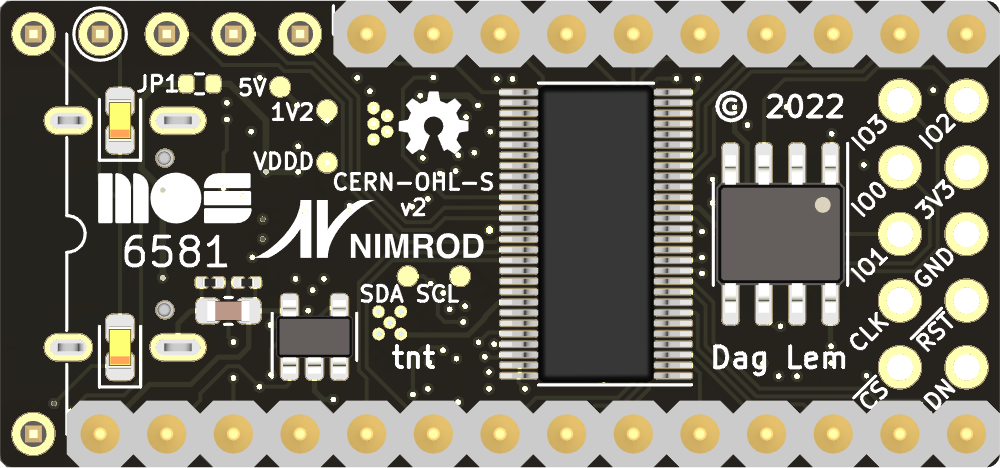 JP1
5V
1V2
VDDD
© 2022
IO3
IO2
CERN-OHL-S
v2
MOS
6581
NIMROD
IO0
3V3
IO1
GND
SDA SCL
CLK
RST
tnt
Dag Lem
CS
DN